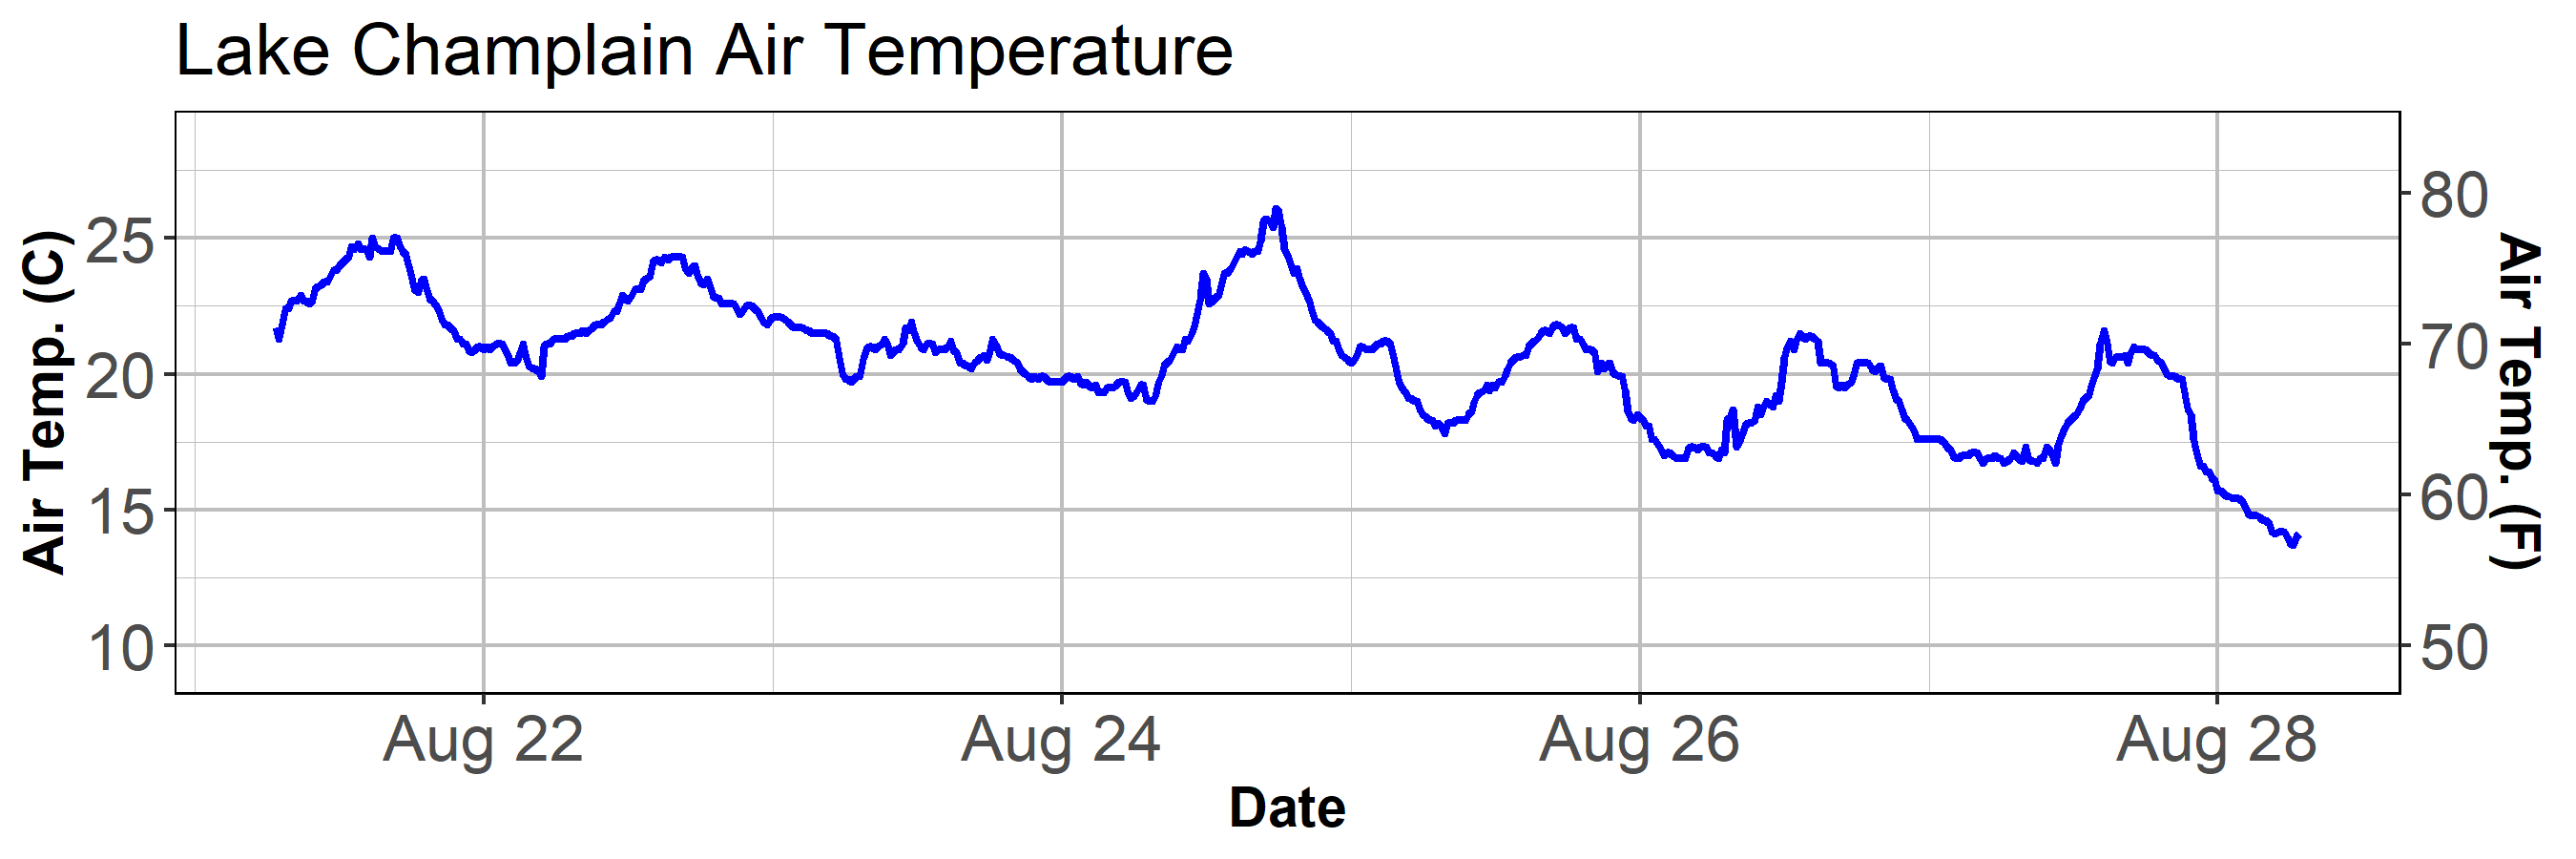 Lake Champlain Air Temperature
Air Temp. (C)
25
20
15
10
80
70
60
50
Air Temp. (F)
Aug 22
Aug 24
Aug 26
Aug 28
Date